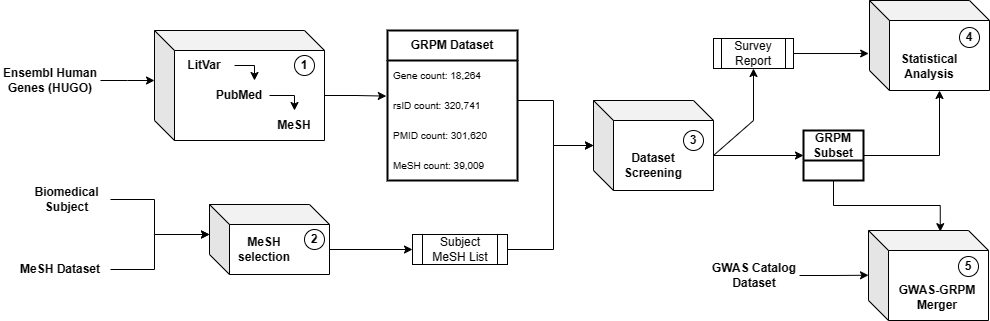 Ensembl Human
Genes (HUGO)
LitVar
PubMed
MeSH
1
GRPM Dataset
Gene count: 18,264
rsID count: 320,741
PMID count: 301,620
MeSH count: 39,009
Biomedical
Subject
MeSH Dataset
MeSH
selection
2
Subject
MeSH List
Dataset
Screening
3
Survey
Report
GRPM
Subset
Statistical
Analysis
4
GWAS Catalog
Dataset
GWAS-GRPM
Merger
5